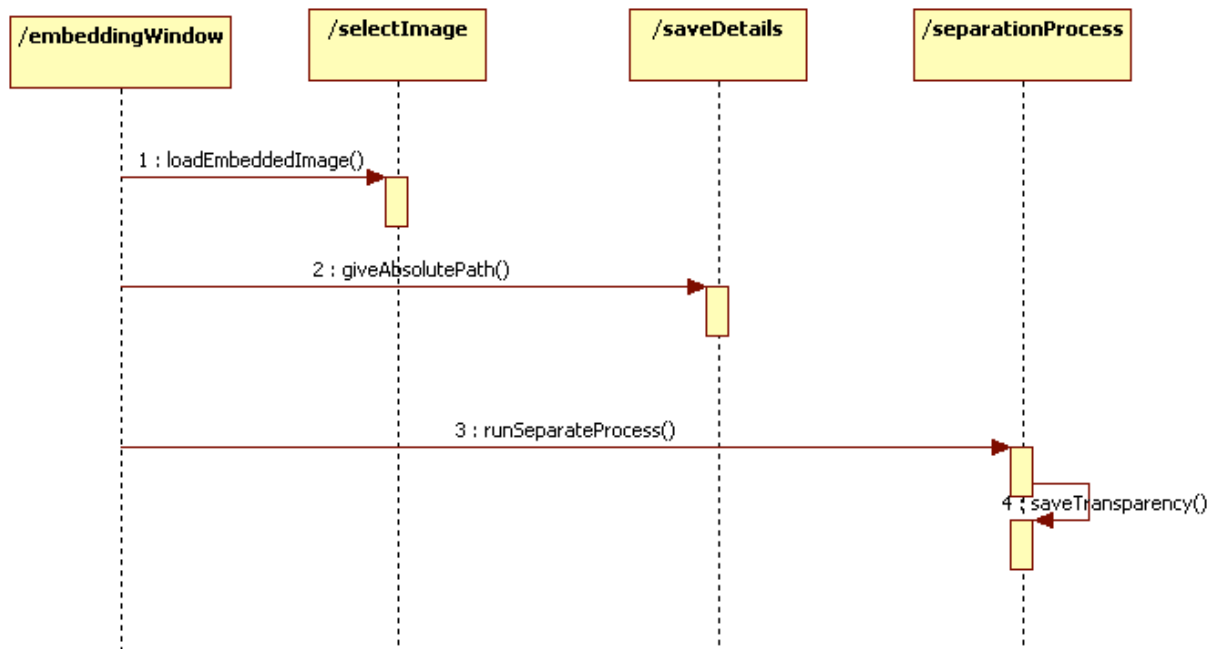 /embeddingWindow
/selectImage
/saveDetails
/separationProcess
1 : loadEmbeddedImage()
2 : giveAbsolutePath()
3 : runSeparateProcess()
4 : saveTransparency()